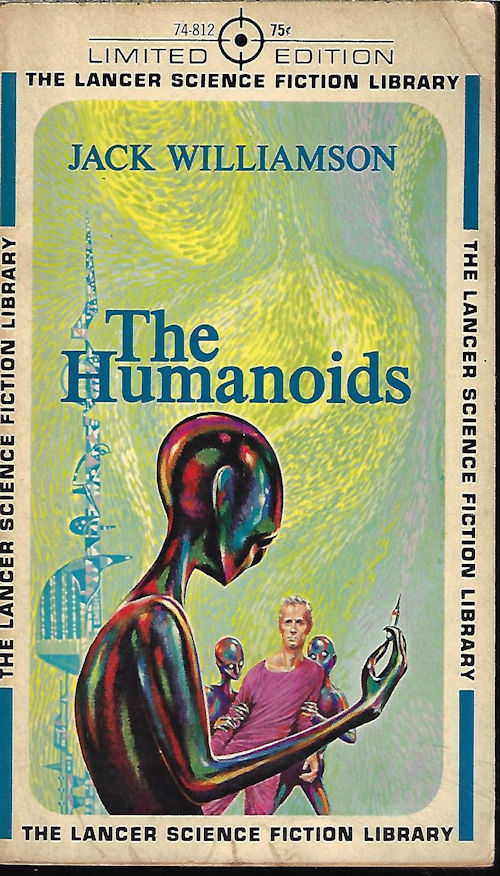 74-812 75¢
LIMITED EDITION
THE LANCER SCIENCE FICTION LIBRARY
JACK WILLIAMSON
The
Humanoids
THE LANCER SCIENCE FICTION LIBRARY
THE LANCER SCIENCE FICTION LIBRARY
THE LANCER SCIENCE FICTION LIBRARY